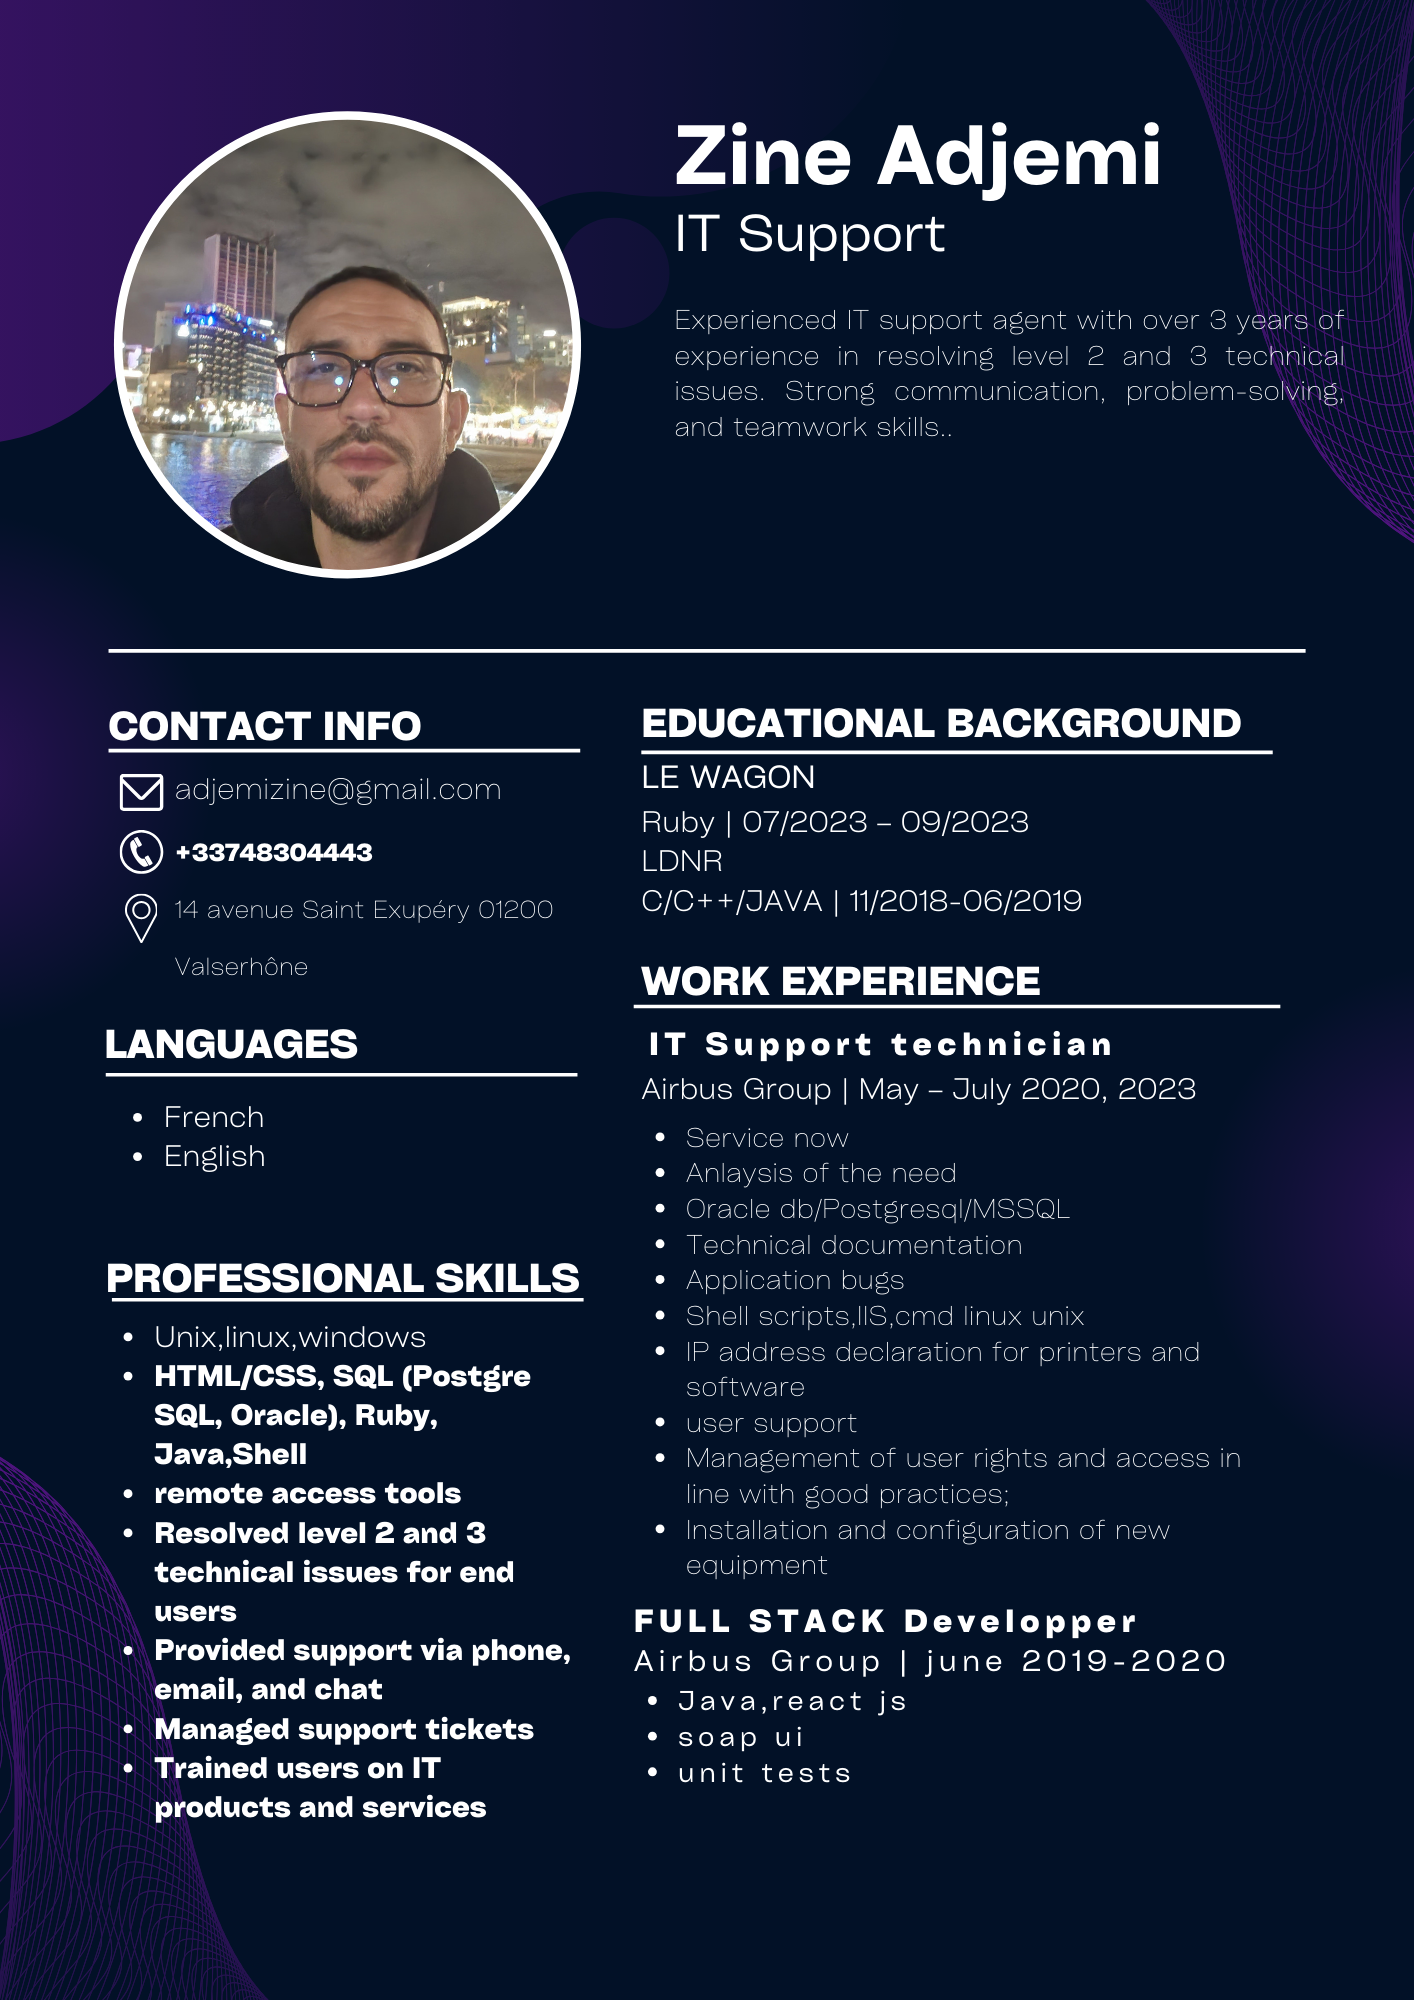 Zine Adjemi
IT Support
Experienced IT support agent with over 3 years of
experience in resolving level 2 and 3 technical
issues. Strong communication, problem-solving,
and teamwork skills..
CONTACT INFO
adjemizine@gmail.com
+33748304443
14 avenue Saint Exupéry 01200
Valserhône
LANGUAGES
• French
• English
PROFESSIONAL SKILLS
• Unix,linux,windows
• HTML/CSS, SQL (Postgre
SQL, Oracle), Ruby,
Java,Shell
• remote access tools
• Resolved level 2 and 3
technical issues for end
users
• Provided support via phone,
email, and chat
• Managed support tickets
• Trained users on IT
products and services
EDUCATIONAL BACKGROUND
LE WAGON
Ruby | 07/2023 – 09/2023
LDNR
C/C++/JAVA | 11/2018-06/2019
WORK EXPERIENCE
IT Support technician
Airbus Group | May – July 2020, 2023
• Service now
• Anlaysis of the need
• Oracle db/Postgresql/MSSQL
• Technical documentation
• Application bugs
• Shell scripts,IIS,cmd linux unix
• IP address declaration for printers and
software
• user support
• Management of user rights and access in
line with good practices;
• Installation and configuration of new
equipment
FULL STACK Developper
Airbus Group | june 2019-2020
• Java,react js
• soap ui
• unit tests